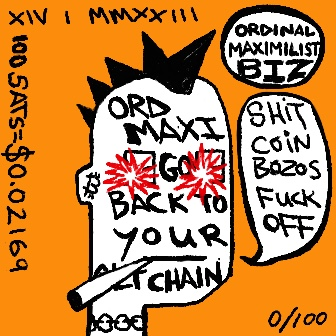 XIV I MMXXIII
100 SATS=$0.02169
ORDINAL
MAXIMILIST
BIZ
ORD
MAXI
GO
BACK TO
YOUR
CHAIN
SHIT
COIN
BOZOS
FUCK
OFF
0/100